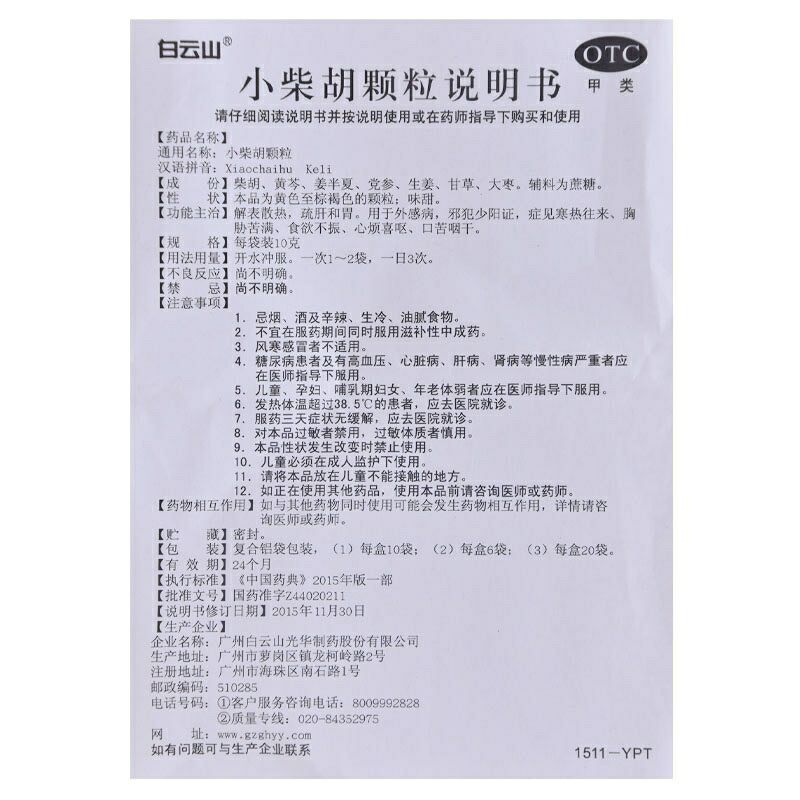 白云山®
OTC
甲 类
小柴胡颗粒说明书
请仔细阅读说明书并按说明使用或在药师指导下购买和使用
【药品名称】
通用名称：小柴胡颗粒
汉语拼音：Xiaochaihu Keli
【成 份】柴胡、黄芩、姜半夏、党参、生姜、甘草、大枣。辅料为蔗糖。
【性 状】本品为黄色至棕褐色的颗粒；味甜。
【功能主治】解表散热，疏肝和胃。用于外感病，邪犯少阳证，症见寒热往来、胸
胁苦满、食欲不振、心烦喜呕、口苦咽干。
【规 格】每袋装10克
【用法用量】开水冲服。一次1～2袋，一日3次。
【不良反应】尚不明确。
【禁 忌】尚不明确。
【注意事项】
1．忌烟、酒及辛辣、生冷、油腻食物。
2．不宜在服药期间同时服用滋补性中成药。
3．风寒感冒者不适用。
4．糖尿病患者及有高血压、心脏病、肝病、肾病等慢性病严重者应
在医师指导下服用。
5．儿童、孕妇、哺乳期妇女、年老体弱者应在医师指导下服用。
6．发热体温超过38.5℃的患者，应去医院就诊。
7．服药三天症状无缓解，应去医院就诊。
8．对本品过敏者禁用，过敏体质者慎用。
9．本品性状发生改变时禁止使用。
10．儿童必须在成人监护下使用。
11．请将本品放在儿童不能接触的地方。
12．如正在使用其他药品，使用本品前请咨询医师或药师。
【药物相互作用】如与其他药物同时使用可能会发生药物相互作用，详情请咨
询医师或药师。
【贮 藏】密封。
【包 装】复合铝袋包装，（1）每盒10袋；（2）每盒6袋；（3）每盒20袋。
【有 效 期】24个月
【执行标准】《中国药典》2015年版一部
【批准文号】国药准字Z44020211
【说明书修订日期】2015年11月30日
【生产企业】
企业名称：广州白云山光华制药股份有限公司
生产地址：广州市萝岗区镇龙柯岭路2号
注册地址：广州市海珠区南石路1号
邮政编码：510285
电话号码：①客户服务咨询电话：8009992828
②质量专线：020-84352975
网 址：www.gzghyy.com
如有问题可与生产企业联系
1511-YPT